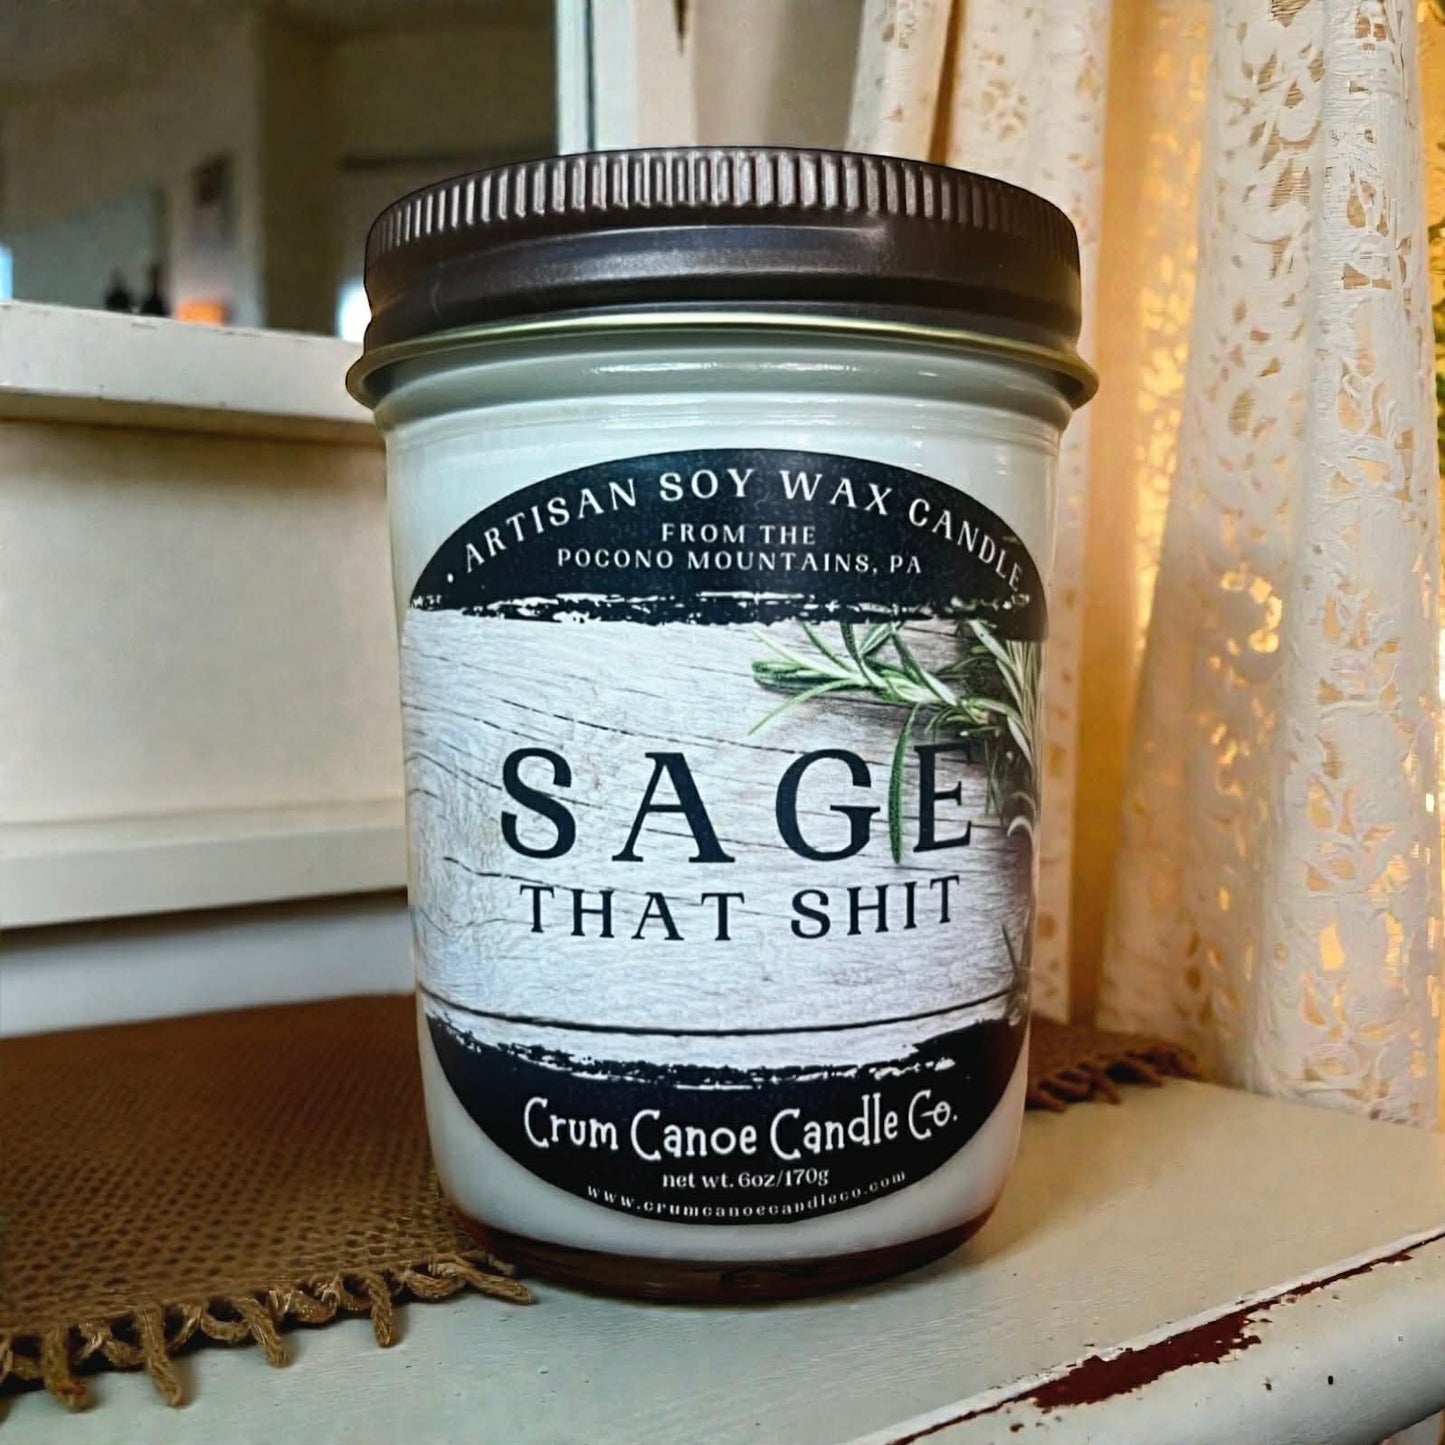 • ARTISAN SOY WAX CANDLE •
FROM THE
POCONO MOUNTAINS, PA
SAGE
THAT SHIT
Crum Canoe Candle Co.
net wt. 6oz/170g
www.crumcanoecandleco.com